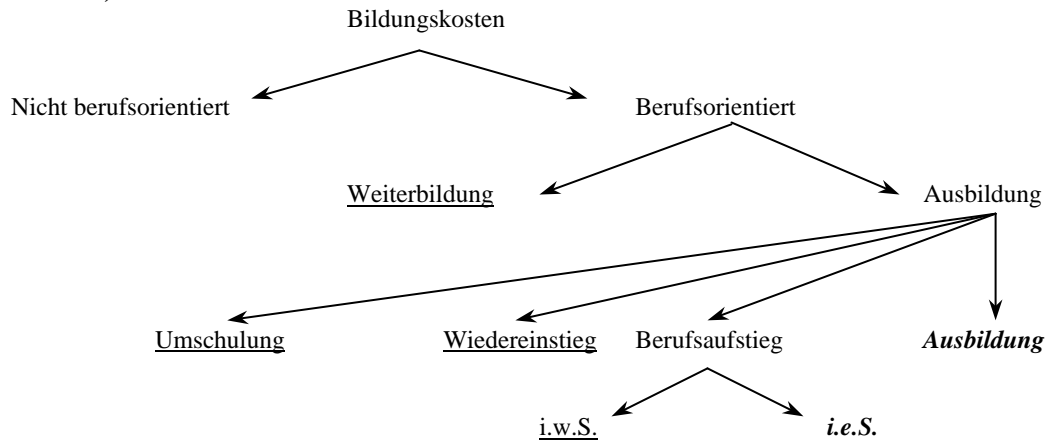 Bildungskosten
Nicht berufsorientiert Berufsorientiert
Weiterbildung Ausbildung
Umschulung Wiedereinstieg Berufsaufstieg Ausbildung
i.w.S. i.e.S.